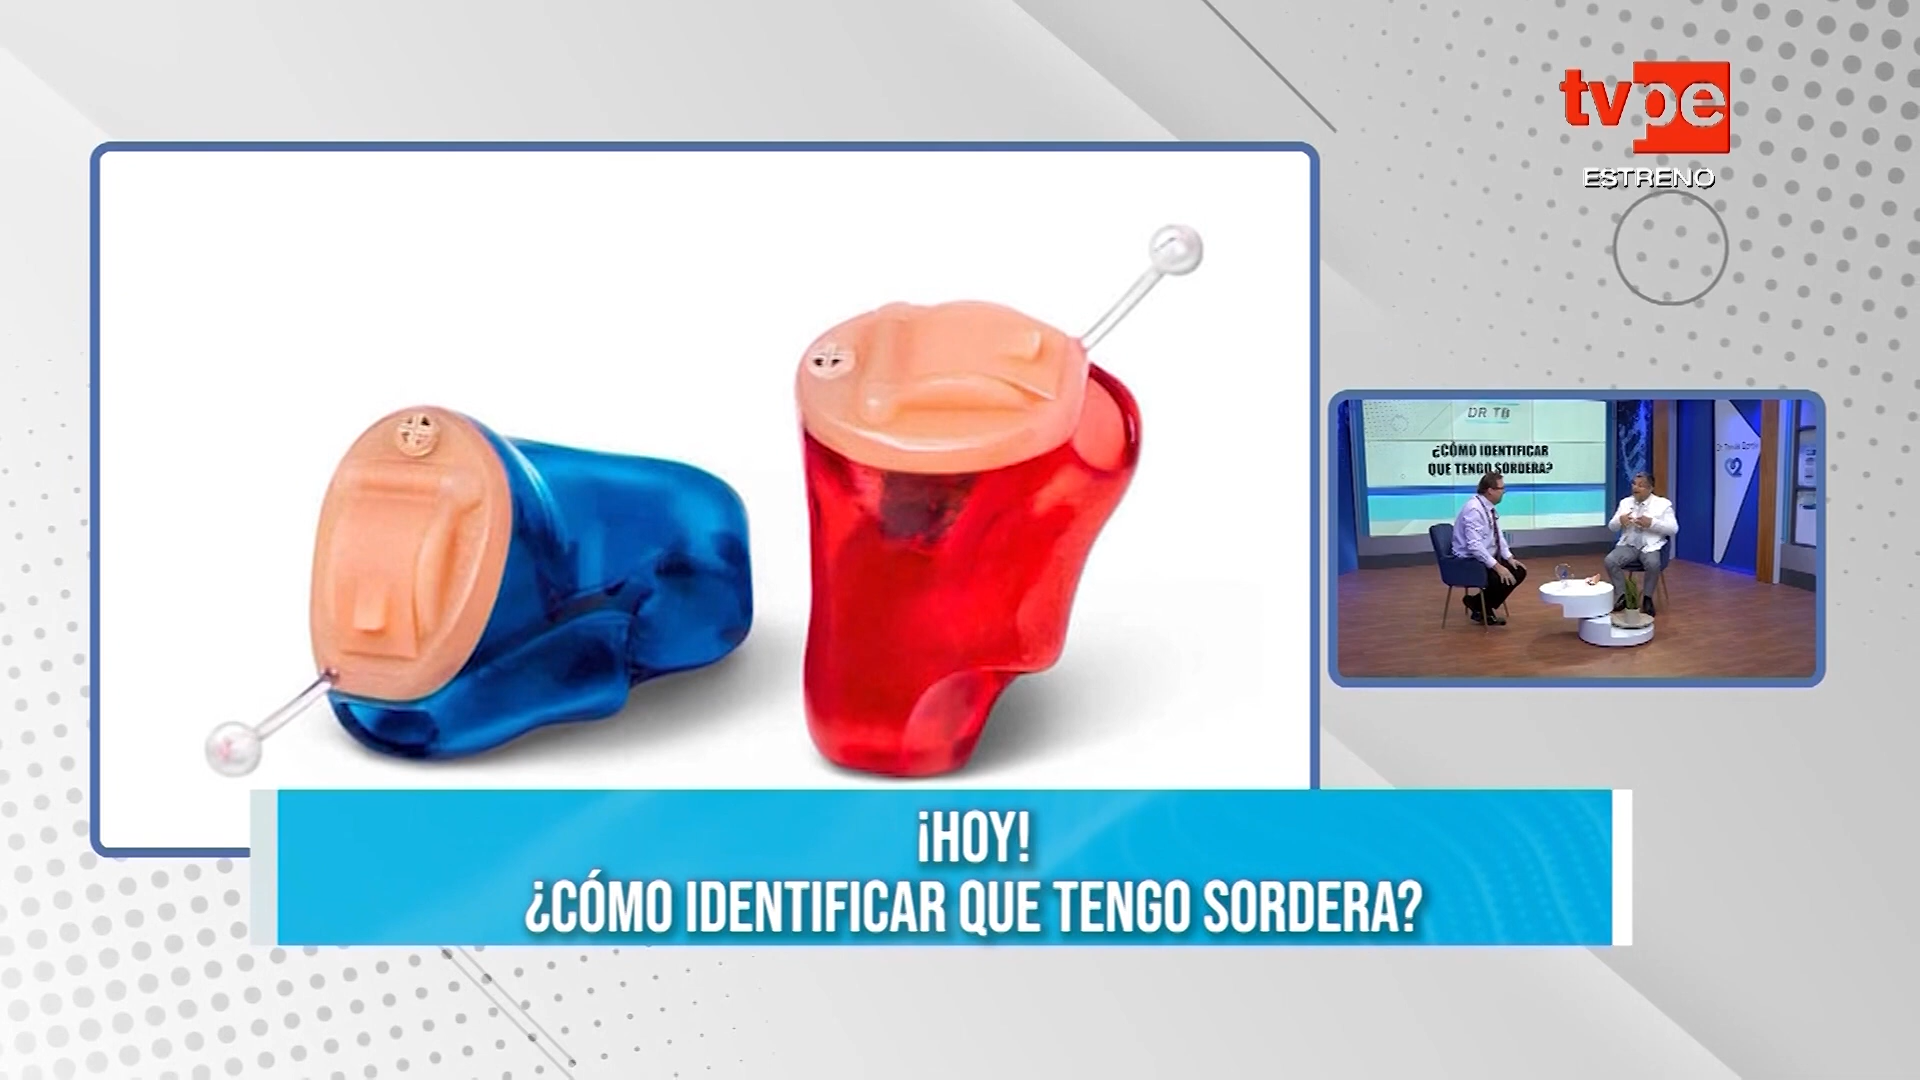 tvpe
ESTRENO
DR TB
¿CÓMO IDENTIFICAR
QUE TENGO SORDERA?
¡HOY!
¿CÓMO IDENTIFICAR QUE TENGO SORDERA?